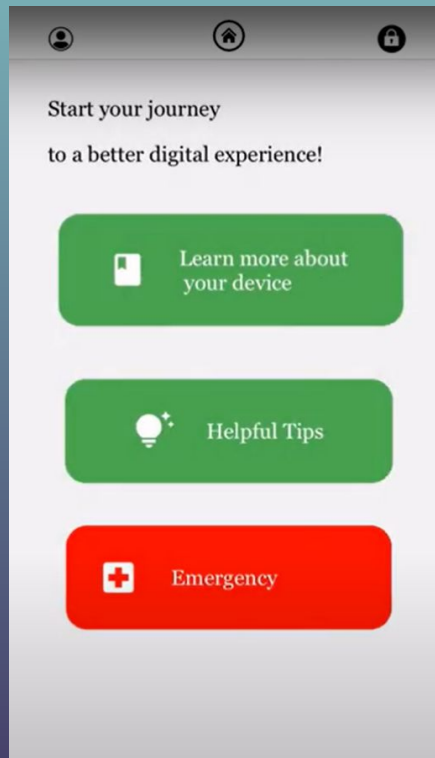 Start your journey
to a better digital experience!
Learn more about
your device
Helpful Tips
Emergency